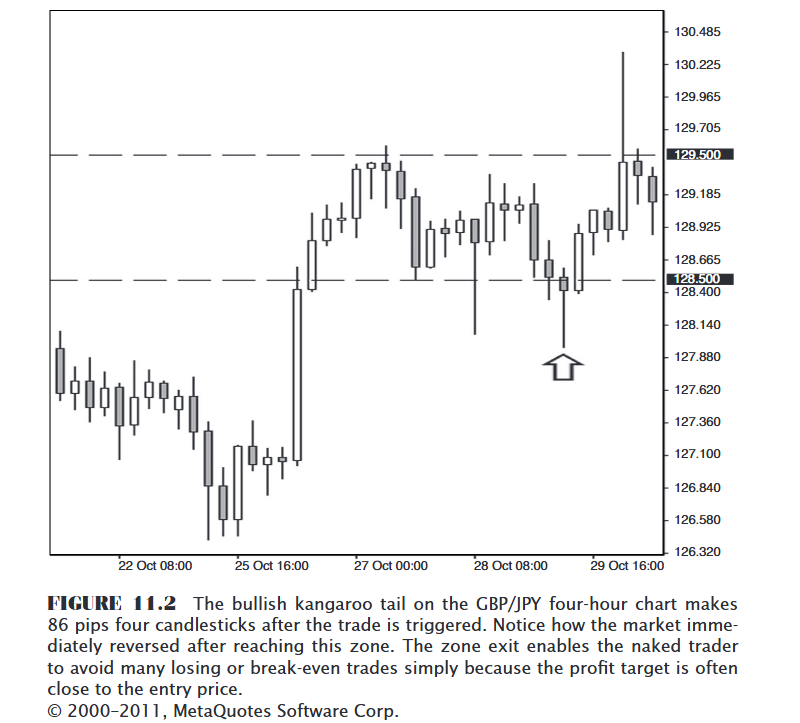 130.485
130.225
129.965
129.705
129.500
129.185
128.925
128.665
128.500
128.400
128.140
127.880
127.620
127.360
127.100
126.840
126.580
126.320
22 Oct 08:00 25 Oct 16:00 27 Oct 00:00 28 Oct 08:00 29 Oct 16:00
FIGURE 11.2 The bullish kangaroo tail on the GBP/JPY four-hour chart makes
86 pips four candlesticks after the trade is triggered. Notice how the market imme-
diately reversed after reaching this zone. The zone exit enables the naked trader
to avoid many losing or break-even trades simply because the profit target is often
close to the entry price.
© 2000–2011, MetaQuotes Software Corp.